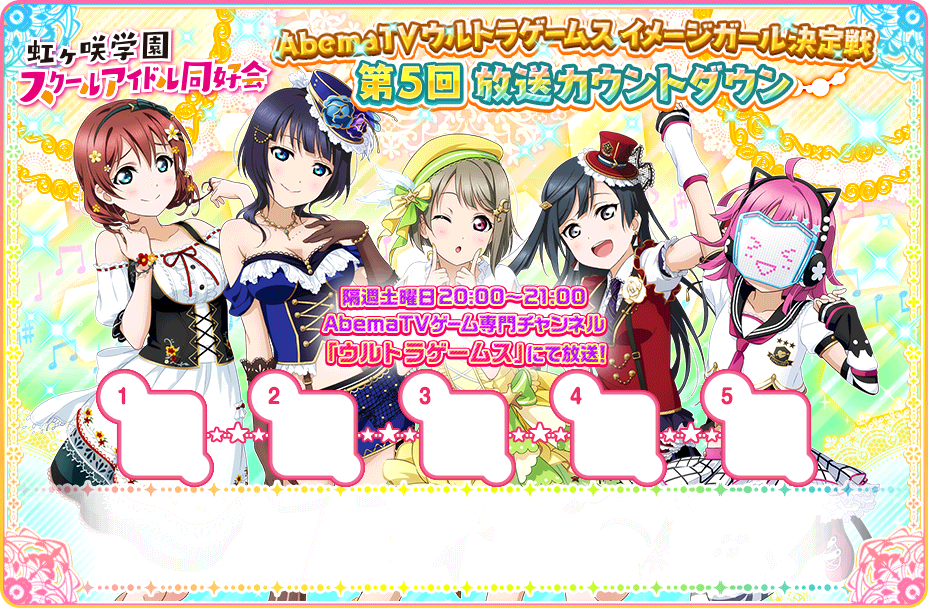 虹ヶ咲学園
スクールアイドル同好会
AbemaTVウルトラゲームス イメージガール決定戦
第5回 放送カウントダウン
隔週土曜日20:00～21:00
AbemaTVゲーム専門チャンネル
「ウルトラゲームス」にて放送!
1 2 3 4 5